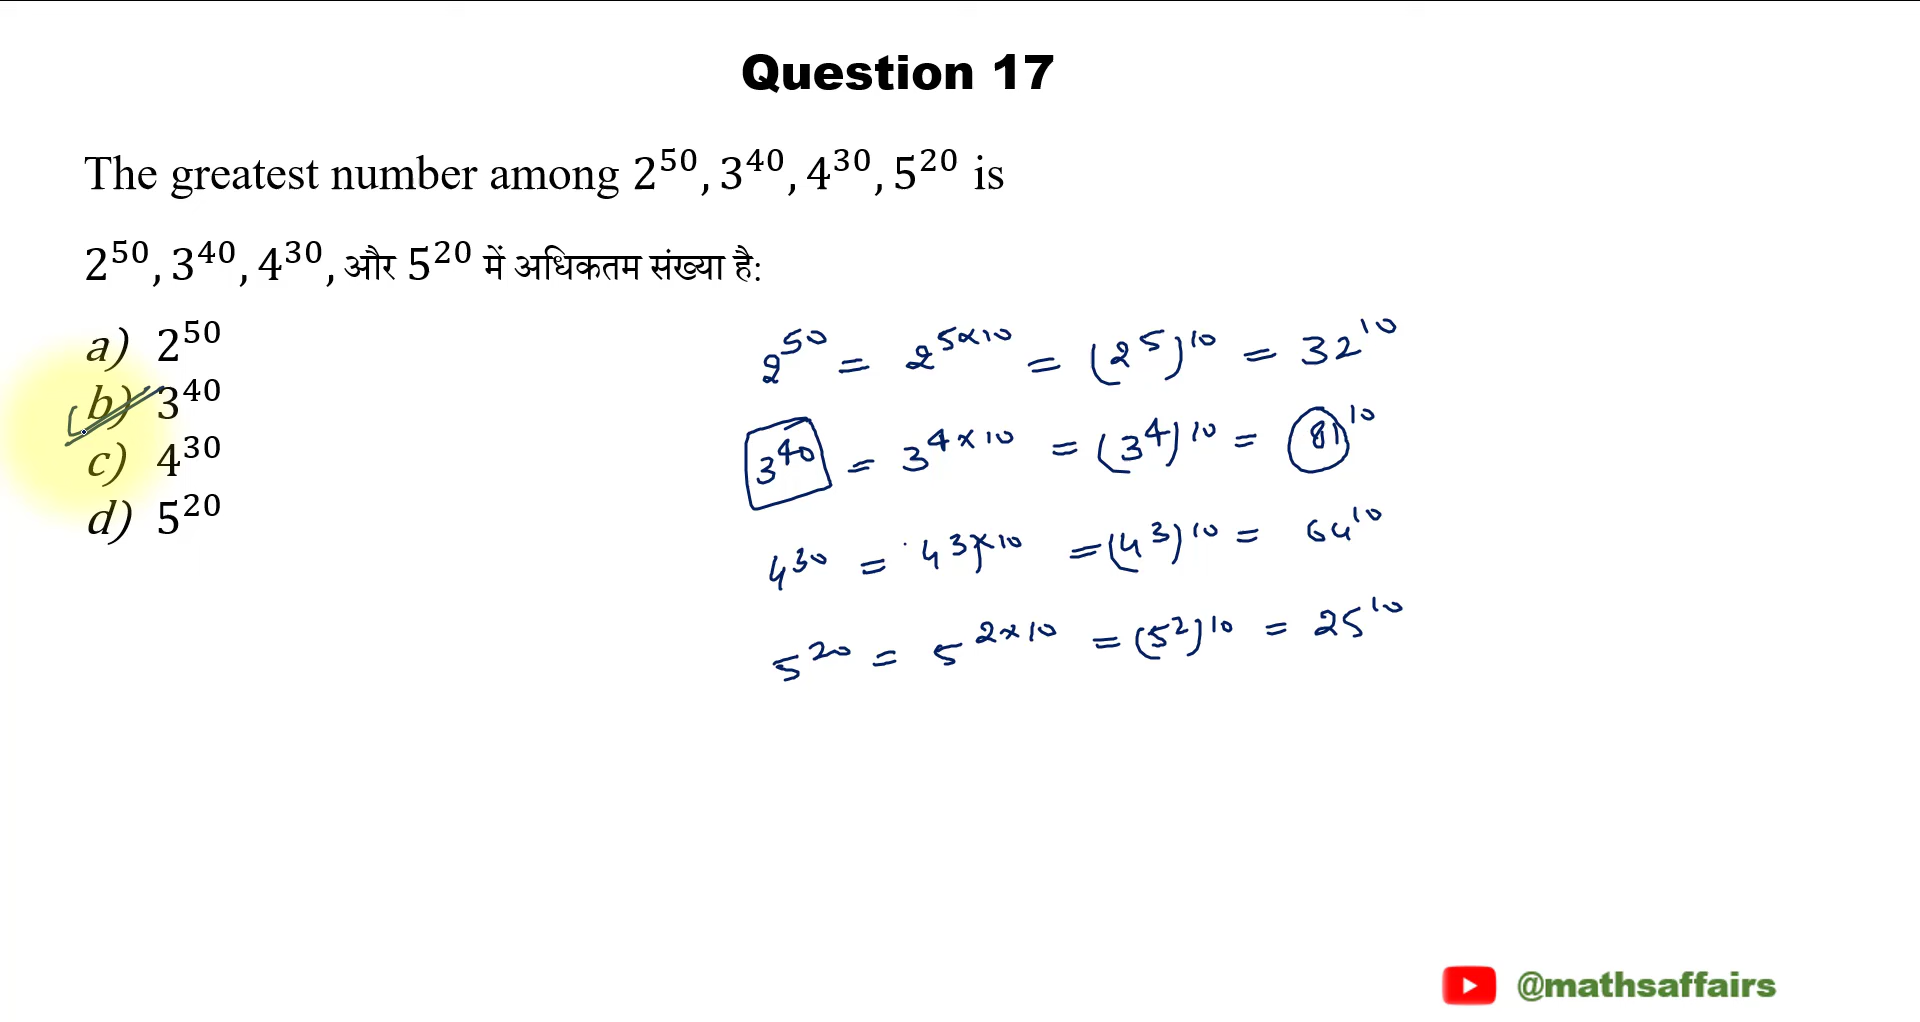 Question 17
The greatest number among 2^50, 3^40, 4^30, 5^20 is
2^50, 3^40, 4^30, और 5^20 में अधिकतम संख्या है:
a) 2^50
b) 3^40
c) 4^30
d) 5^20
2^50 = 2^5×10 = (2^5)^10 = 32^10
3^40 = 3^4×10 = (3^4)^10 = 81^10
4^30 = 4^3×10 = (4^3)^10 = 64^10
5^20 = 5^2×10 = (5^2)^10 = 25^10
@mathsaffairs